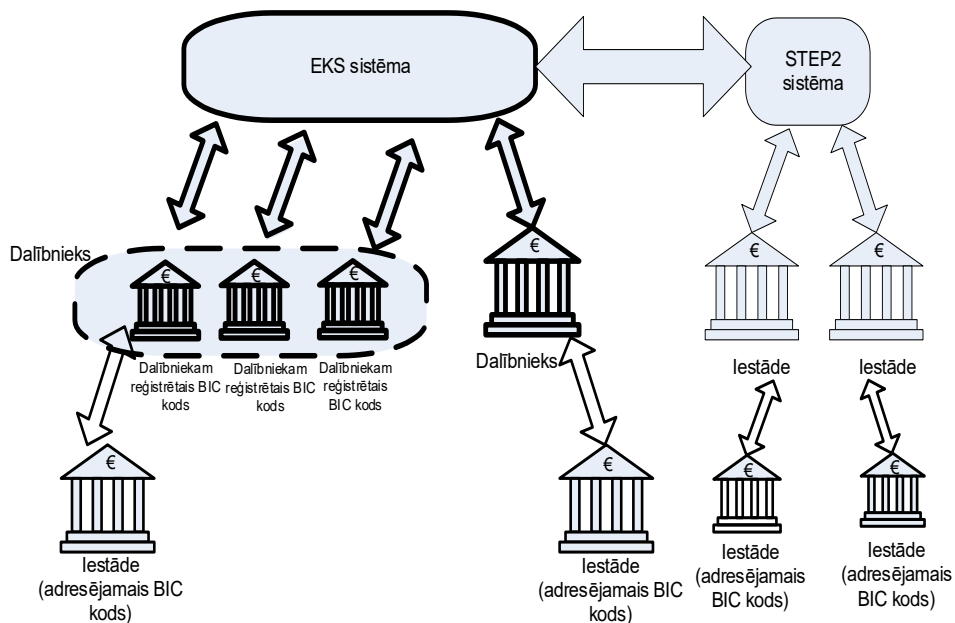 EKS sistēma
STEP2
sistēma
Dalībnieks
€
€
€
€
€
€
Dalībniekam
reģistrētais BIC
kods
Dalībniekam
reģistrētais BIC
kods
Dalībniekam
reģistrētais
BIC kods
Dalībnieks
Iestāde
Iestāde
€
€
€
€
Iestāde
(adresējamais BIC
kods)
Iestāde
(adresējamais BIC
kods)
Iestāde
(adresējamais
BIC kods)
Iestāde
(adresējamais
BIC kods)